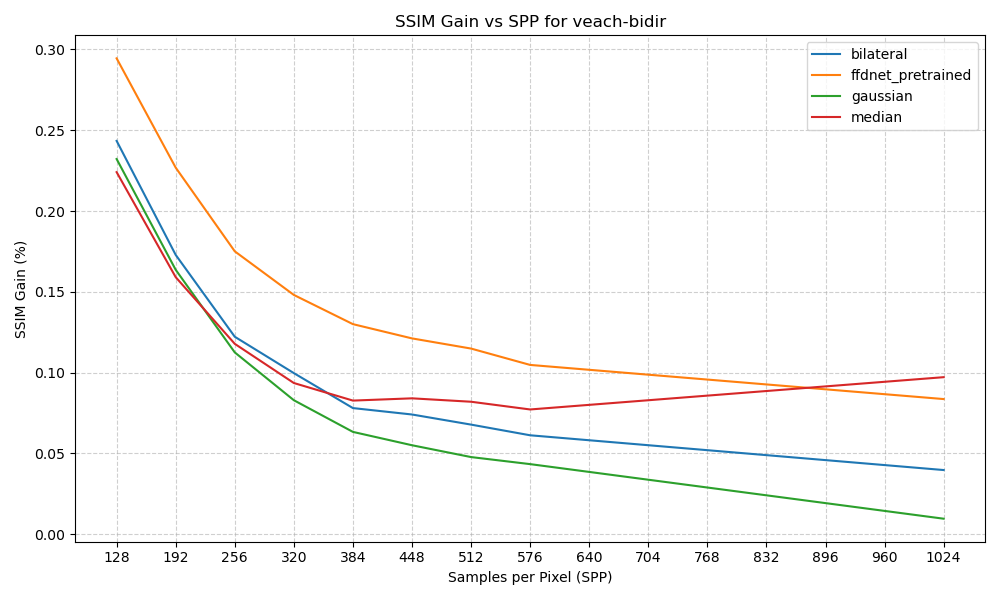 SSIM Gain vs SPP for veach-bidir
SSIM Gain (%)
0.30
0.25
0.20
0.15
0.10
0.05
0.00
bilateral
ffdnet_pretrained
gaussian
median
128 192 256 320 384 448 512 576 640 704 768 832 896 960 1024
Samples per Pixel (SPP)